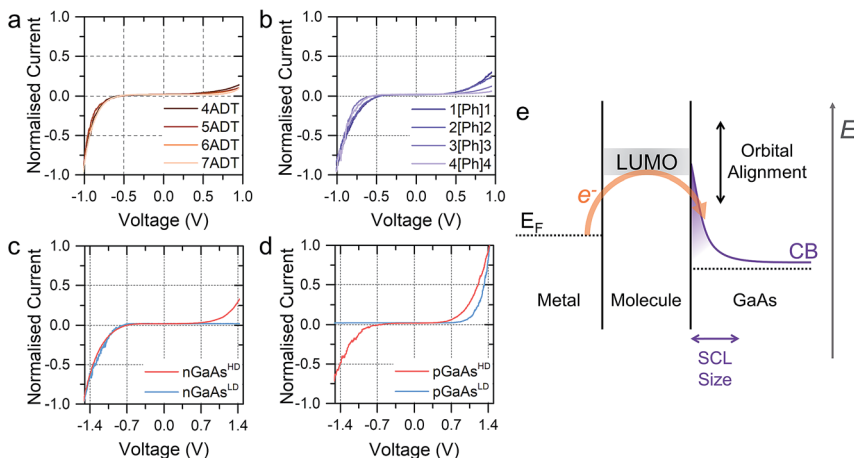 a
Normalised Current
1.0
0.5
0.0
-0.5
-1.0
-1.0 -0.5 0.0 0.5 1.0
Voltage (V)
4ADT
5ADT
6ADT
7ADT
b
Normalised Current
1.0
0.5
0.0
-0.5
-1.0
-1.0 -0.5 0.0 0.5 1.0
Voltage (V)
1[Ph]1
2[Ph]2
3[Ph]3
4[Ph]4
c
Normalised Current
1.0
0.5
0.0
-0.5
-1.0
-1.4 -0.7 0.0 0.7 1.4
Voltage (V)
nGaAsHD
nGaAsLD
d
Normalised Current
1.0
0.5
0.0
-0.5
-1.0
-1.4 -0.7 0.0 0.7 1.4
Voltage (V)
pGaAsHD
pGaAsLD
e
E
LUMO
Orbital
Alignment
e-
EF
CB
Metal
Molecule
GaAs
SCL
Size